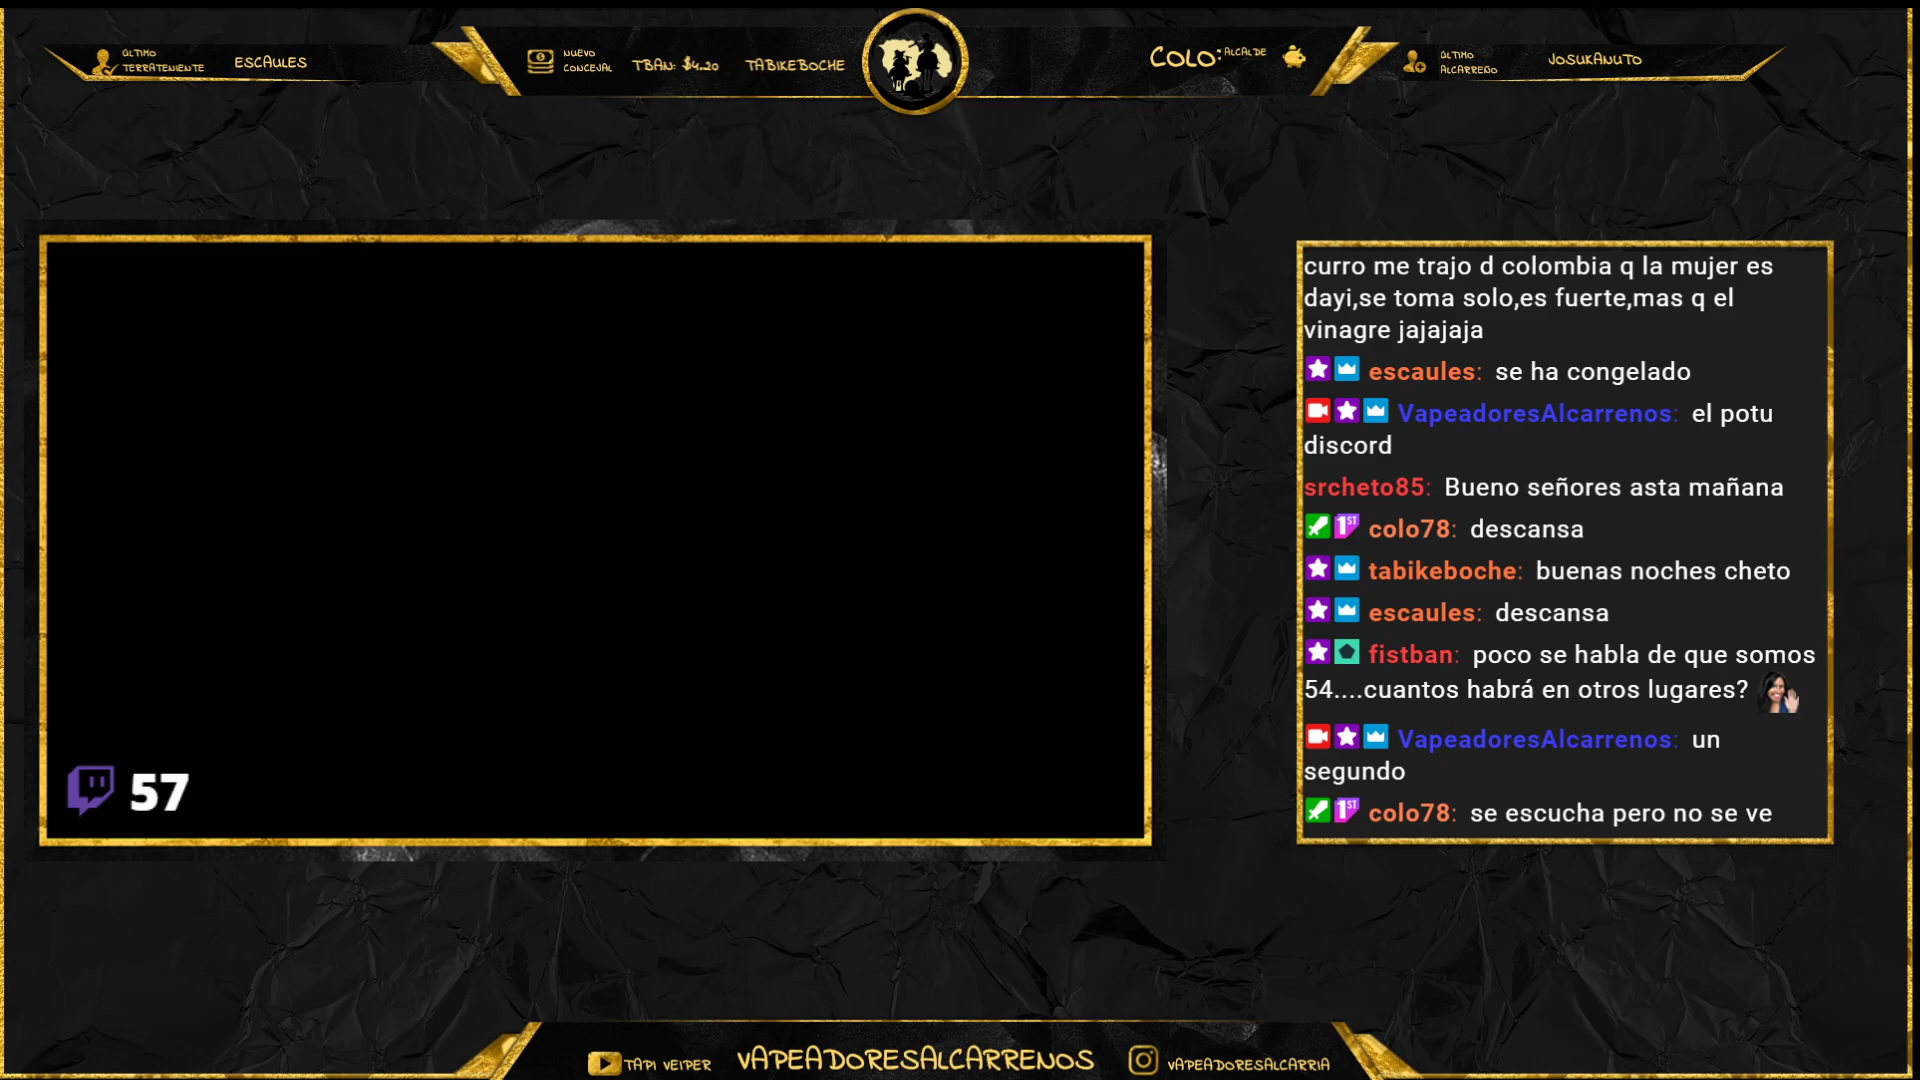 ÚLTIMO
TERRATENIENTE
ESCAULES
NUEVO
CONCEJAL
TBAN: $4.20
TABIKEBOCHE
COLO: ALCALDE
ÚLTIMO
ALCARREÑO
JOSUKANUTO
curro me trajo d colombia q la mujer es
dayi,se toma solo,es fuerte,mas q el
vinagre jajajaja
escaules: se ha congelado
VapeadoresAlcarrenos: el potu
discord
srcheto85: Bueno señores asta mañana
1ST colo78: descansa
tabikeboche: buenas noches cheto
escaules: descansa
fistban: poco se habla de que somos
54....cuantos habrá en otros lugares?
VapeadoresAlcarrenos: un
segundo
1ST colo78: se escucha pero no se ve
57
TAPI VEIPER
VAPEADORESALCARRENOS
VAPEADORESALCARRIA